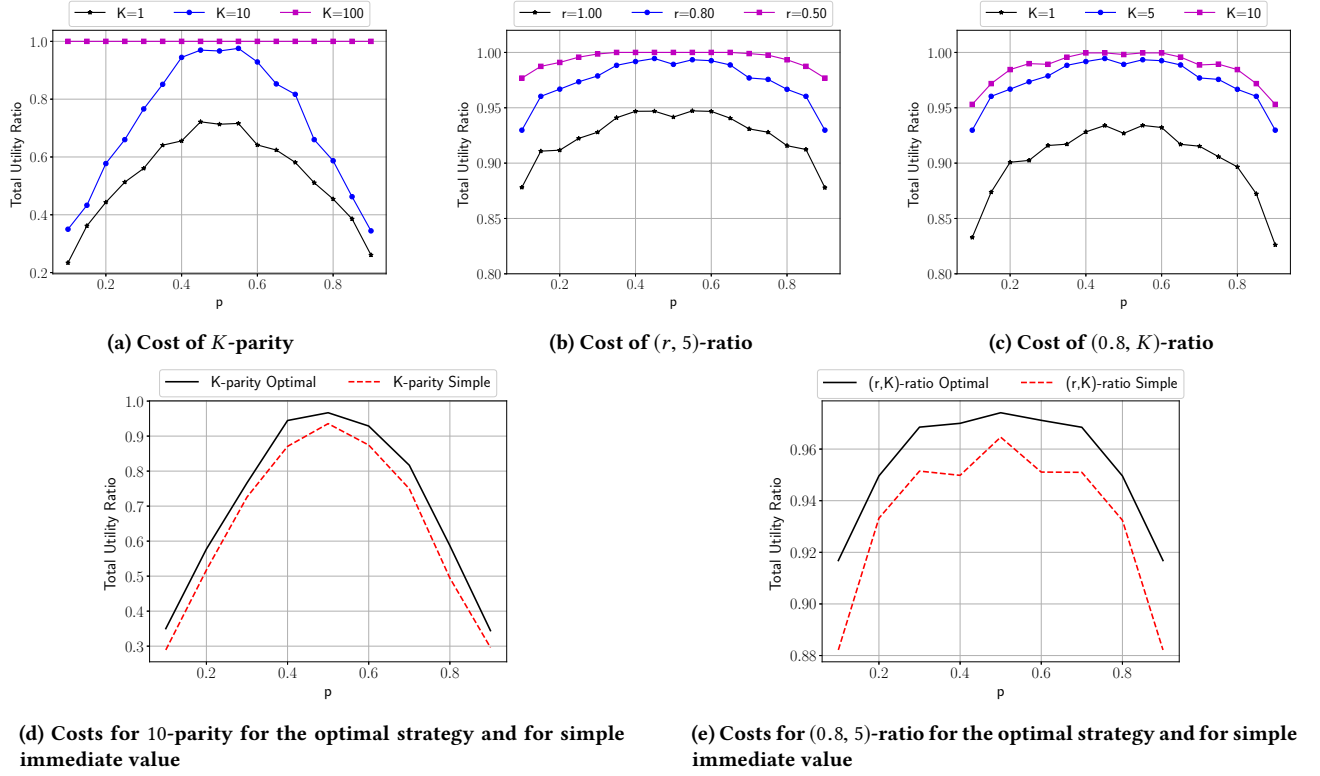 K=1 K=10 K=100
1.0
0.8
0.6
0.4
0.2
Total Utility Ratio
0.2 0.4 0.6 0.8
p
(a) Cost of K-parity
r=1.00 r=0.80 r=0.50
1.00
0.95
0.90
0.85
0.80
Total Utility Ratio
0.2 0.4 0.6 0.8
p
(b) Cost of (r, 5)-ratio
K=1 K=5 K=10
1.00
0.95
0.90
0.85
0.80
Total Utility Ratio
0.2 0.4 0.6 0.8
p
(c) Cost of (0.8, K)-ratio
K-parity Optimal K-parity Simple
1.0
0.9
0.8
0.7
0.6
0.5
0.4
0.3
Total Utility Ratio
0.2 0.4 0.6 0.8
p
(d) Costs for 10-parity for the optimal strategy and for simple
immediate value
(r,K)-ratio Optimal (r,K)-ratio Simple
0.96
0.94
0.92
0.90
0.88
Total Utility Ratio
0.2 0.4 0.6 0.8
p
(e) Costs for (0.8, 5)-ratio for the optimal strategy and for simple
immediate value